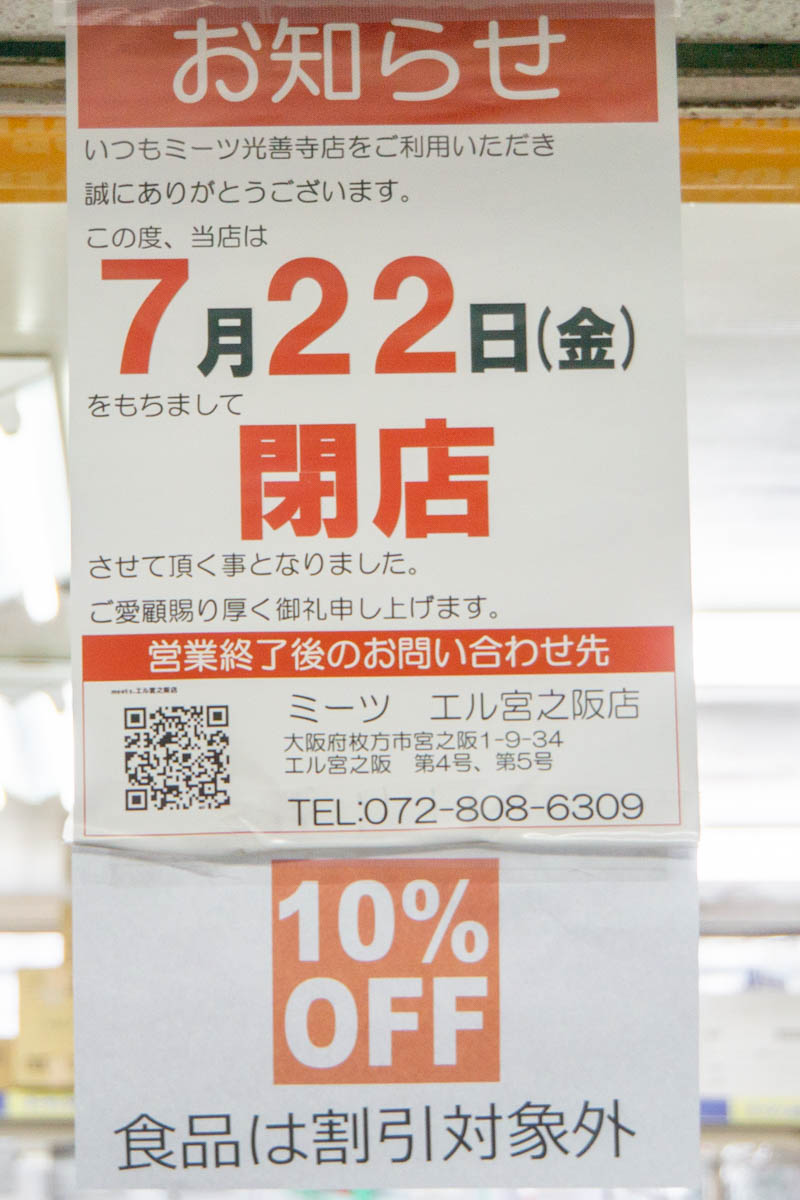 お知らせ
いつもミーツ光善寺店をご利用いただき
誠にありがとうございます。
この度、当店は
7月22日(金)
をもちまして
閉店
させて頂く事となりました。
ご愛顧賜り厚く御礼申し上げます。
営業終了後のお問い合わせ先
meets.エル宮之阪店
ミーツ　エル宮之阪店
大阪府枚方市宮之阪1-9-34
エル宮之阪　第4号、第5号
TEL:072-808-6309
10%
OFF
食品は割引対象外